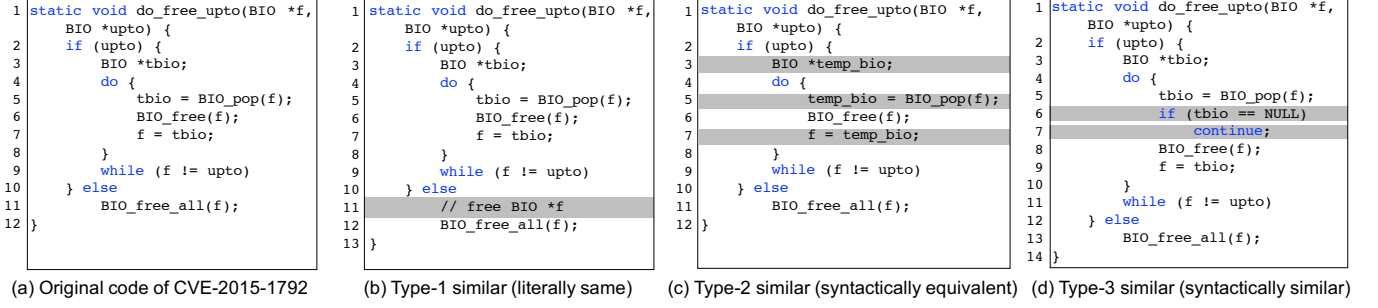 1 static void do_free_upto(BIO *f,
BIO *upto) {
2 if (upto) {
3 BIO *tbio;
4 do {
5 tbio = BIO_pop(f);
6 BIO_free(f);
7 f = tbio;
8 }
9 while (f != upto)
10 } else
11 BIO_free_all(f);
12 }
(a) Original code of CVE-2015-1792
1 static void do_free_upto(BIO *f,
BIO *upto) {
2 if (upto) {
3 BIO *tbio;
4 do {
5 tbio = BIO_pop(f);
6 BIO_free(f);
7 f = tbio;
8 }
9 while (f != upto)
10 } else
11 // free BIO *f
12 BIO_free_all(f);
13 }
(b) Type-1 similar (literally same)
1 static void do_free_upto(BIO *f,
BIO *upto) {
2 if (upto) {
3 BIO *temp_bio;
4 do {
5 temp_bio = BIO_pop(f);
6 BIO_free(f);
7 f = temp_bio;
8 }
9 while (f != upto)
10 } else
11 BIO_free_all(f);
12 }
(c) Type-2 similar (syntactically equivalent)
1 static void do_free_upto(BIO *f,
BIO *upto) {
2 if (upto) {
3 BIO *tbio;
4 do {
5 tbio = BIO_pop(f);
6 if (tbio == NULL)
7 continue;
8 BIO_free(f);
9 f = tbio;
10 }
11 while (f != upto)
12 } else
13 BIO_free_all(f);
14 }
(d) Type-3 similar (syntactically similar)